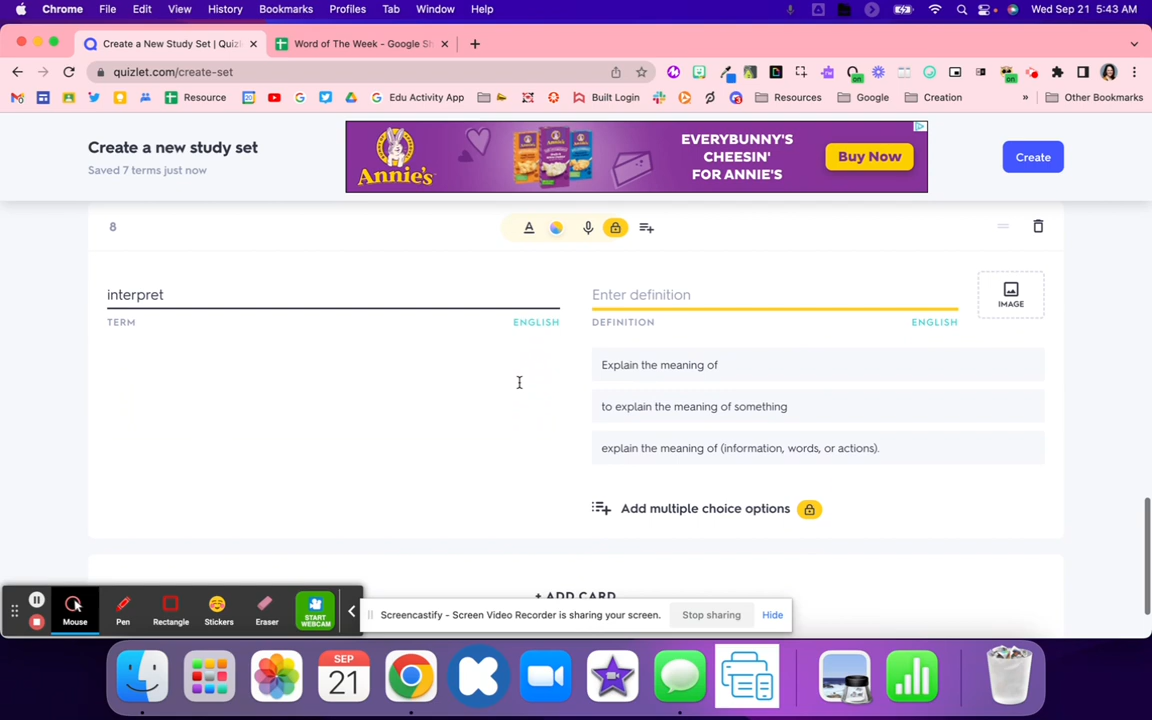 Chrome File Edit View History Bookmarks Profiles Tab Window Help Wed Sep 21 5:43 AM
Create a New Study Set | Quizl Word of The Week - Google Sh
quizlet.com/create-set
Resource Edu Activity App Built Login Resources Google Creation » Other Bookmarks
Create a new study set
Saved 7 terms just now
Annie's
EVERYBUNNY'S
CHEESIN'
FOR ANNIE'S
Buy Now
Create
8
interpret
Enter definition
IMAGE
TERM ENGLISH
DEFINITION ENGLISH
Explain the meaning of
to explain the meaning of something
explain the meaning of (information, words, or actions).
Add multiple choice options
+ ADD CARD
Mouse Pen Rectangle Stickers Eraser START WEBCAM
Screencastify - Screen Video Recorder is sharing your screen. Stop sharing Hide
SEP
21